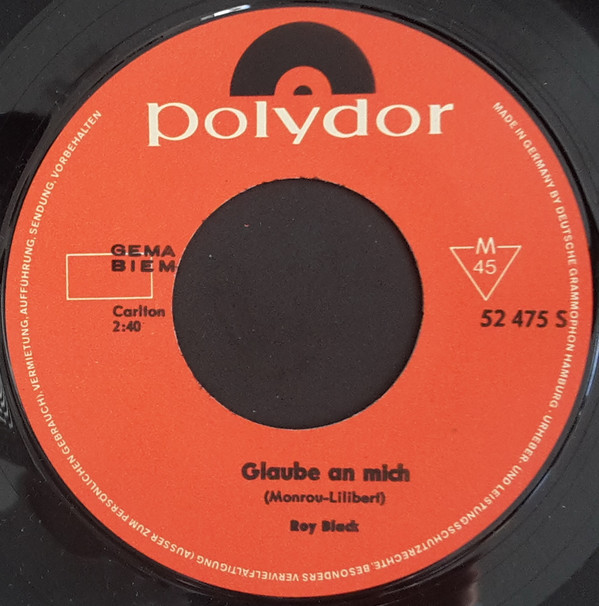 polydor
GEMA
BIEM
Carlton
2:40
M
45
52 475 S
Glaube an mich
(Monrou-Lilibert)
Roy Black
MADE IN GERMANY BY DEUTSCHE GRAMMOPHON HAMBURG · URHEBER- UND LEISTUNGSSCHUTZRECHTE, BESONDERS VERVIELFÄLTIGUNG (AUSSER ZUM PERSÖNLICHEN GEBRAUCH), VERMIETUNG, AUFFÜHRUNG, SENDUNG, VORBEHALTEN